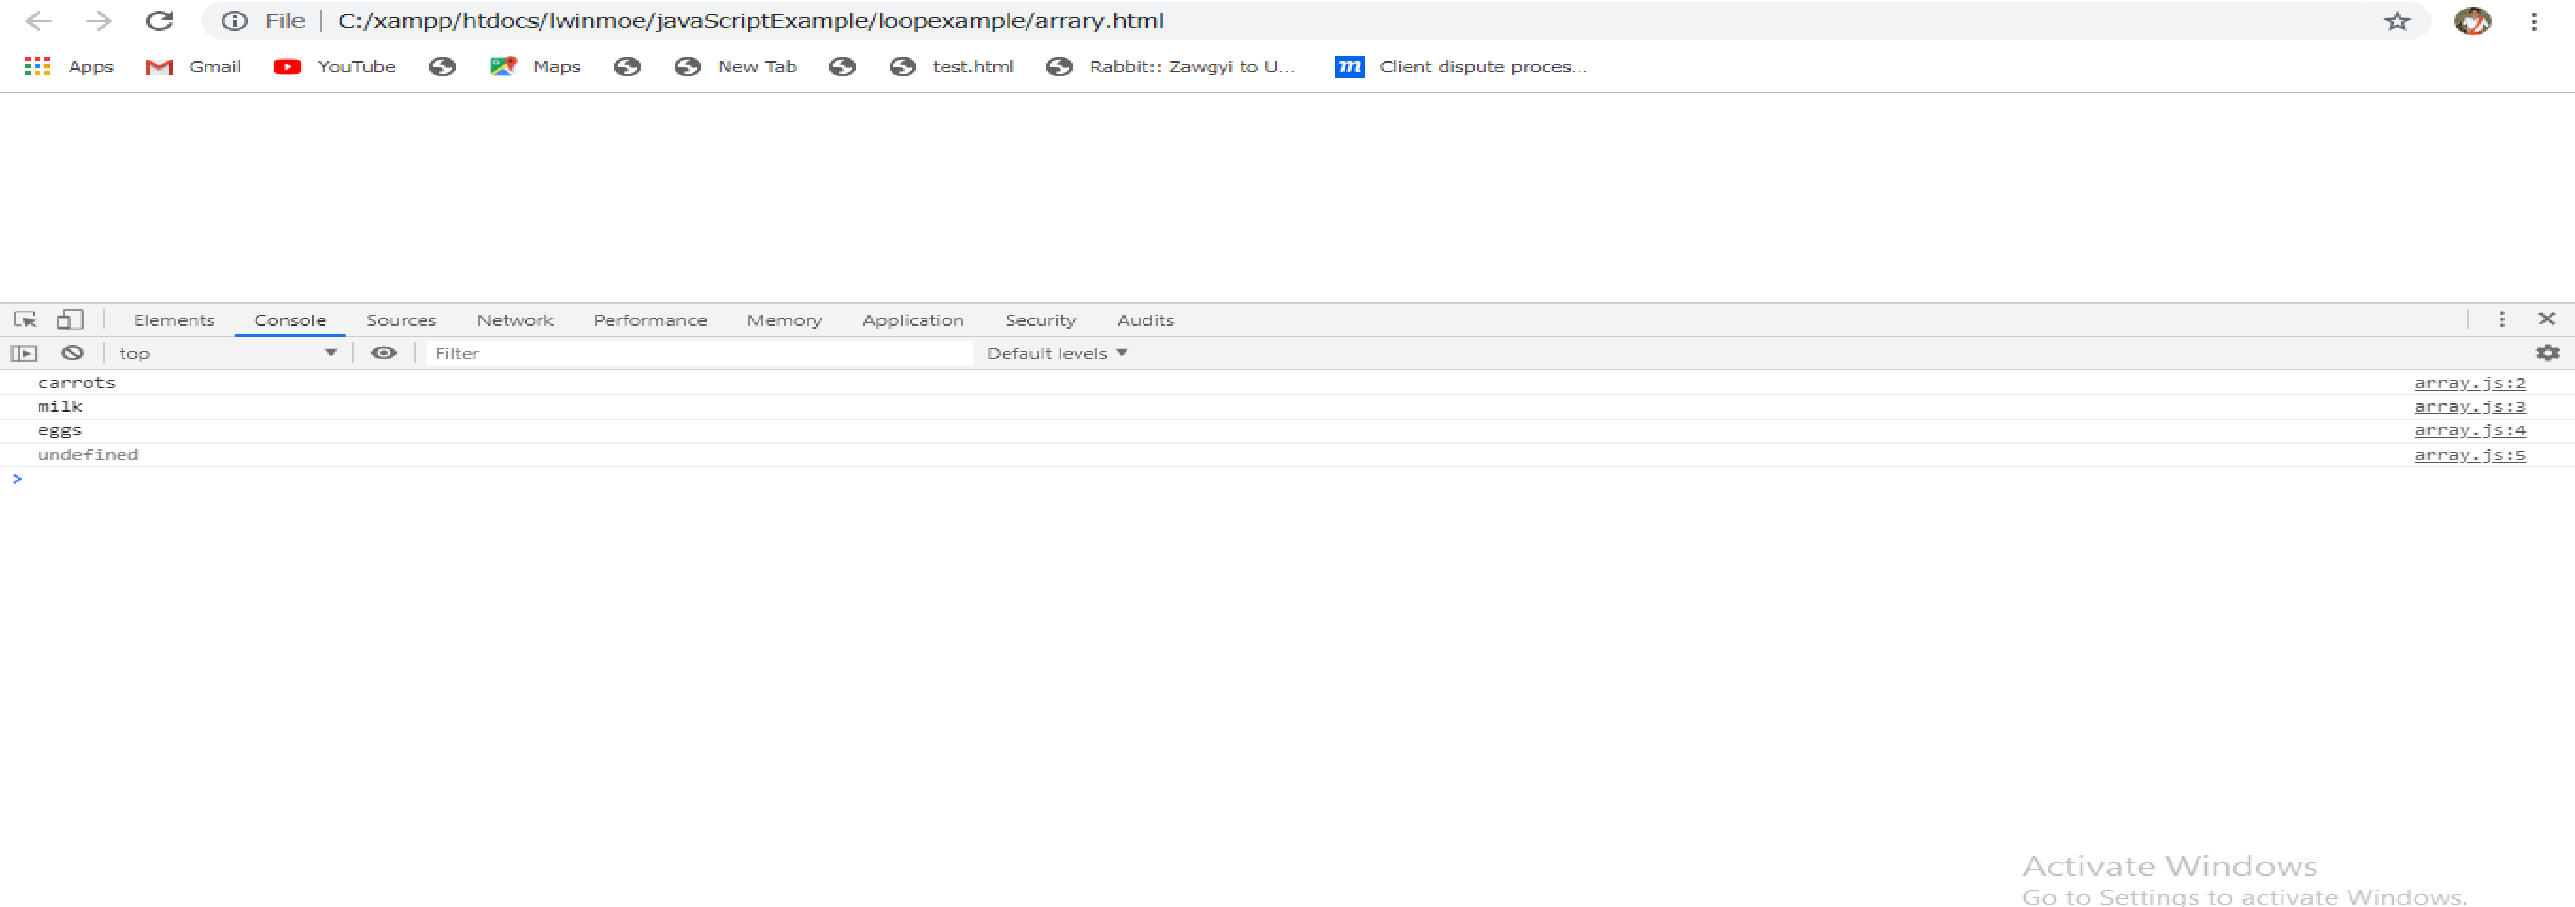 File | C:/xampp/htdocs/lwinmoe/javaScriptExample/loopexample/arrary.html
Apps Gmail YouTube Maps New Tab test.html Rabbit:: Zawgyi to U... m Client dispute proces...
Elements Console Sources Network Performance Memory Application Security Audits
top Filter Default levels
carrots array.js:2
milk array.js:3
eggs array.js:4
undefined array.js:5
>
Activate Windows
Go to Settings to activate Windows.